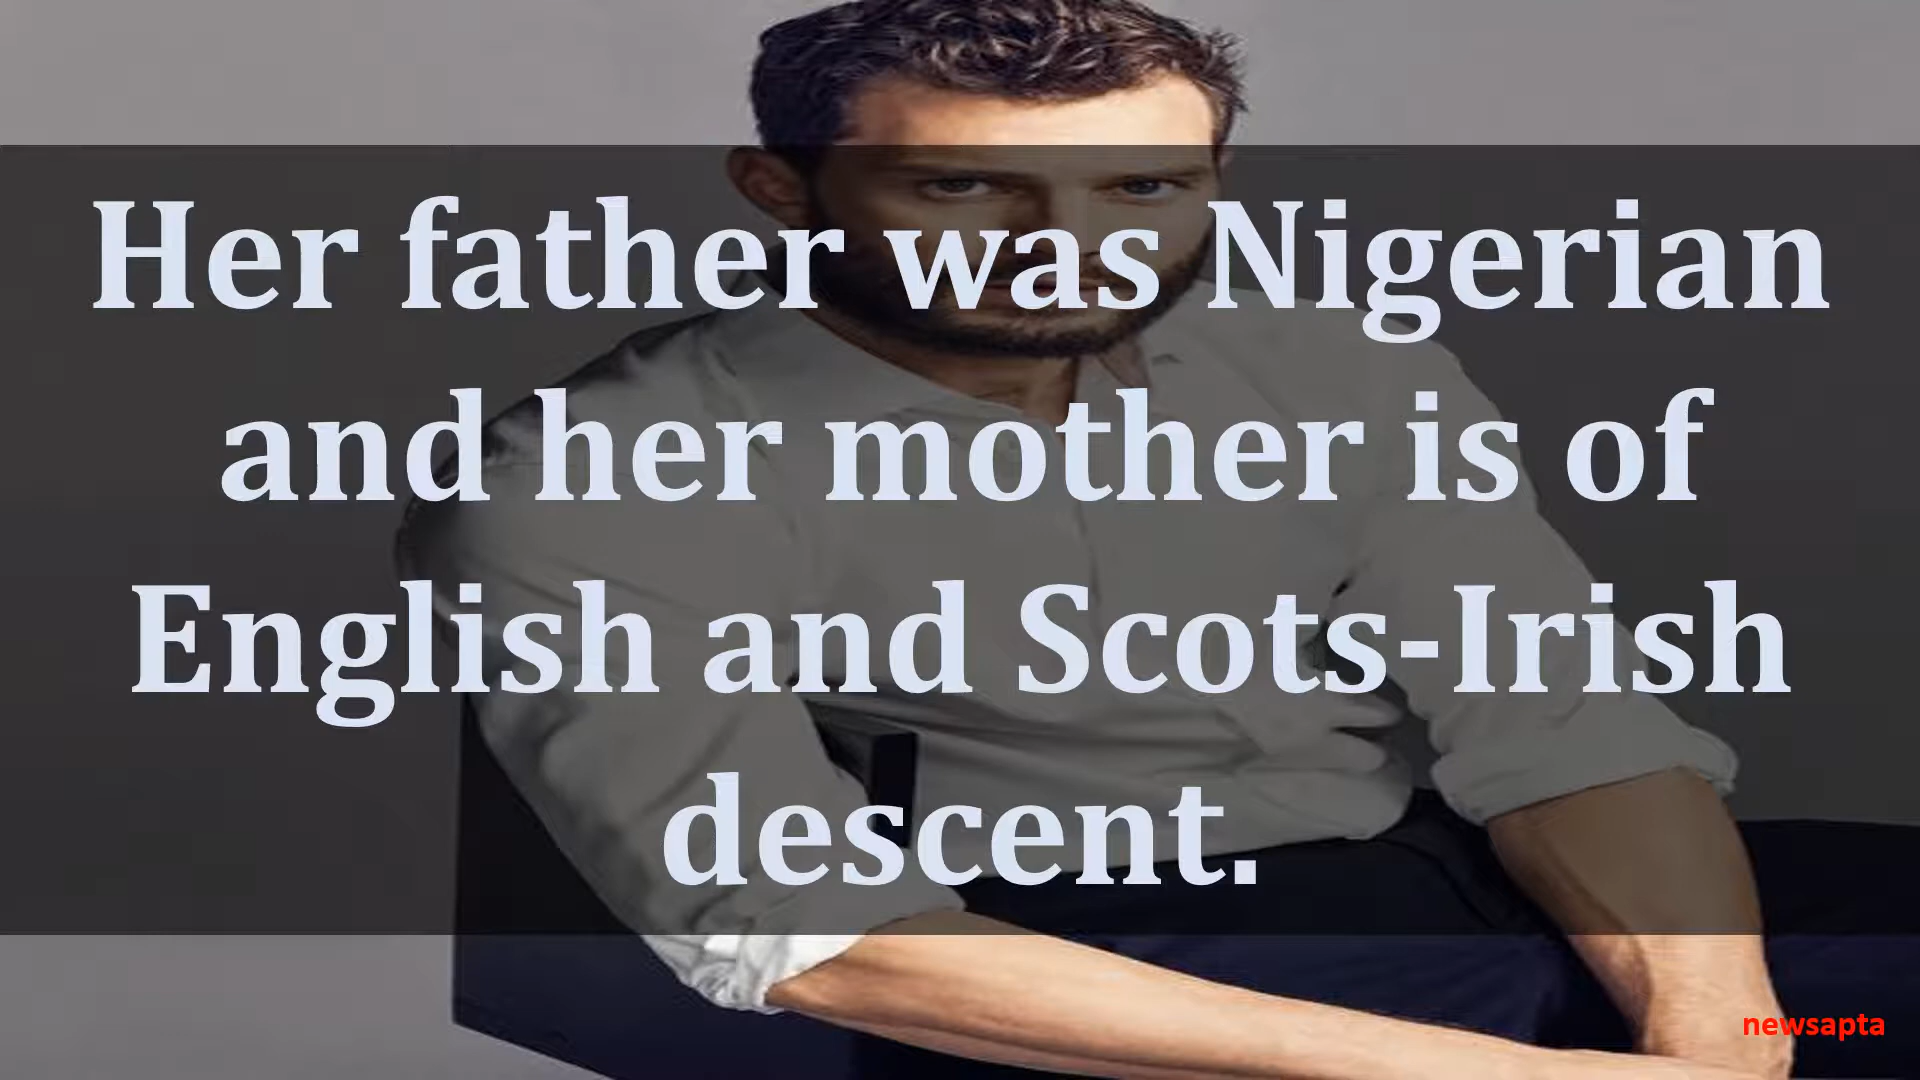 Her father was Nigerian
and her mother is of
English and Scots-Irish
descent.
newsapta